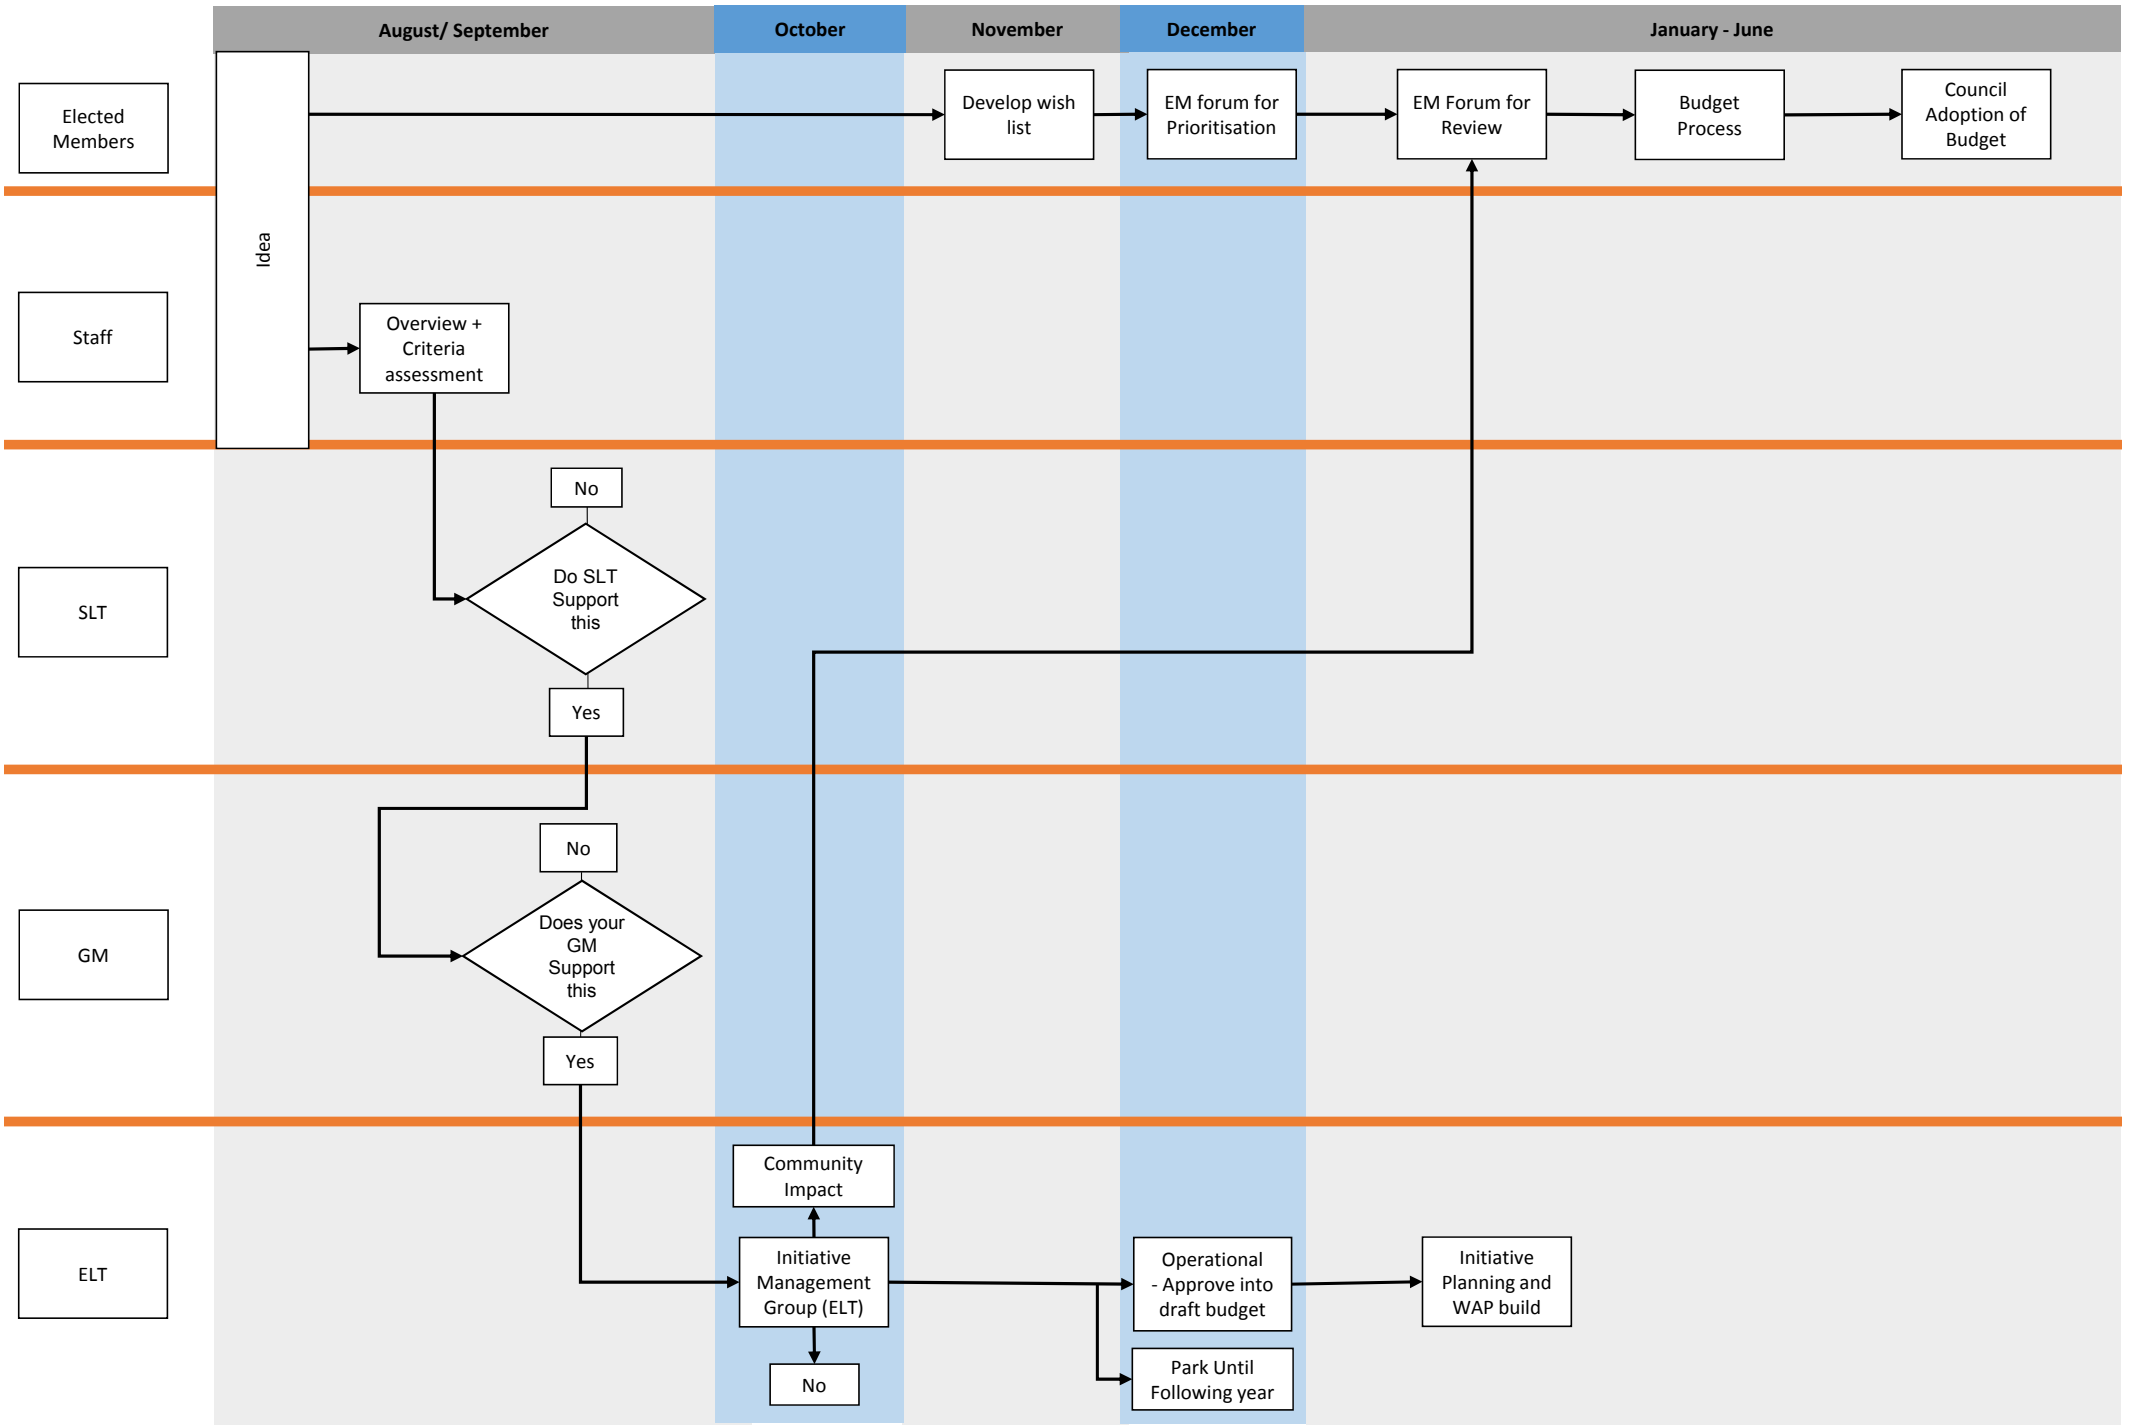 August/ September
October
November
December
January - June
Elected
Members
Idea
Develop wish
list
EM forum for
Prioritisation
EM Forum for
Review
Budget
Process
Council
Adoption of
Budget
Staff
Overview +
Criteria
assessment
SLT
No
Do SLT
Support
this
Yes
GM
No
Does your
GM
Support
this
Yes
ELT
Community
Impact
Initiative
Management
Group (ELT)
No
Operational
- Approve into
draft budget
Park Until
Following year
Initiative
Planning and
WAP build